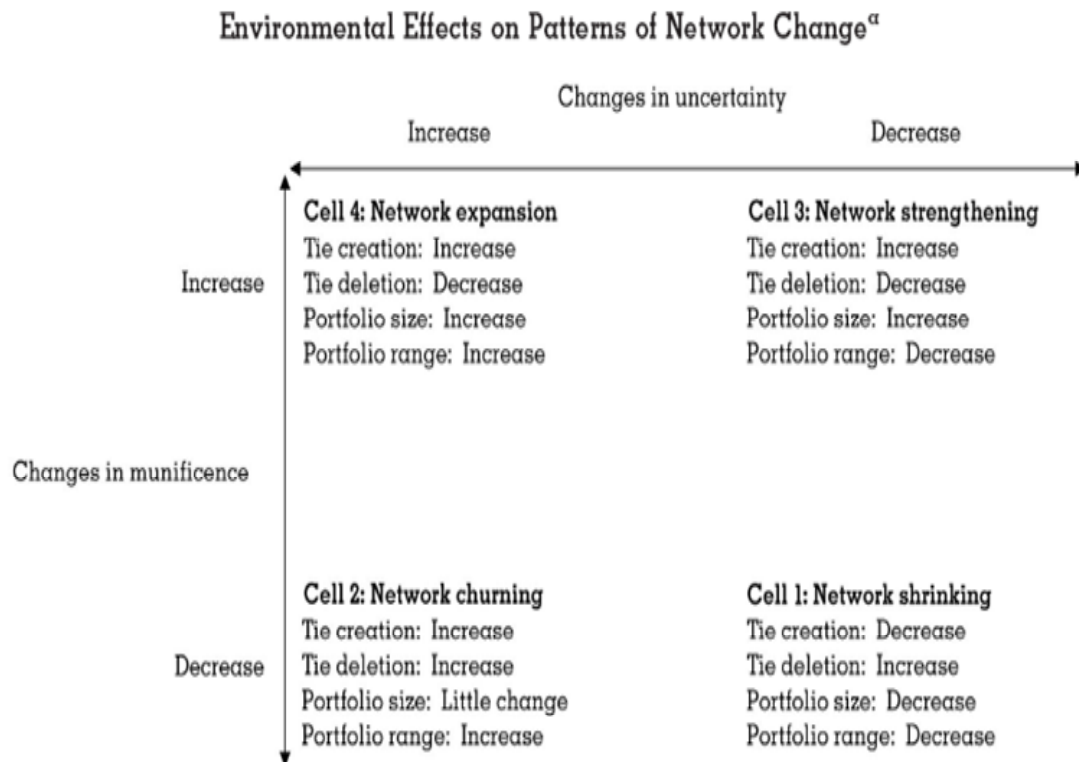 Environmental Effects on Patterns of Network Changeᵅ
Changes in uncertainty
Increase
Decrease
Increase
Changes in munificence
Decrease
Cell 4: Network expansion
Tie creation: Increase
Tie deletion: Decrease
Portfolio size: Increase
Portfolio range: Increase
Cell 3: Network strengthening
Tie creation: Increase
Tie deletion: Decrease
Portfolio size: Increase
Portfolio range: Decrease
Cell 2: Network churning
Tie creation: Increase
Tie deletion: Increase
Portfolio size: Little change
Portfolio range: Increase
Cell 1: Network shrinking
Tie creation: Decrease
Tie deletion: Increase
Portfolio size: Decrease
Portfolio range: Decrease